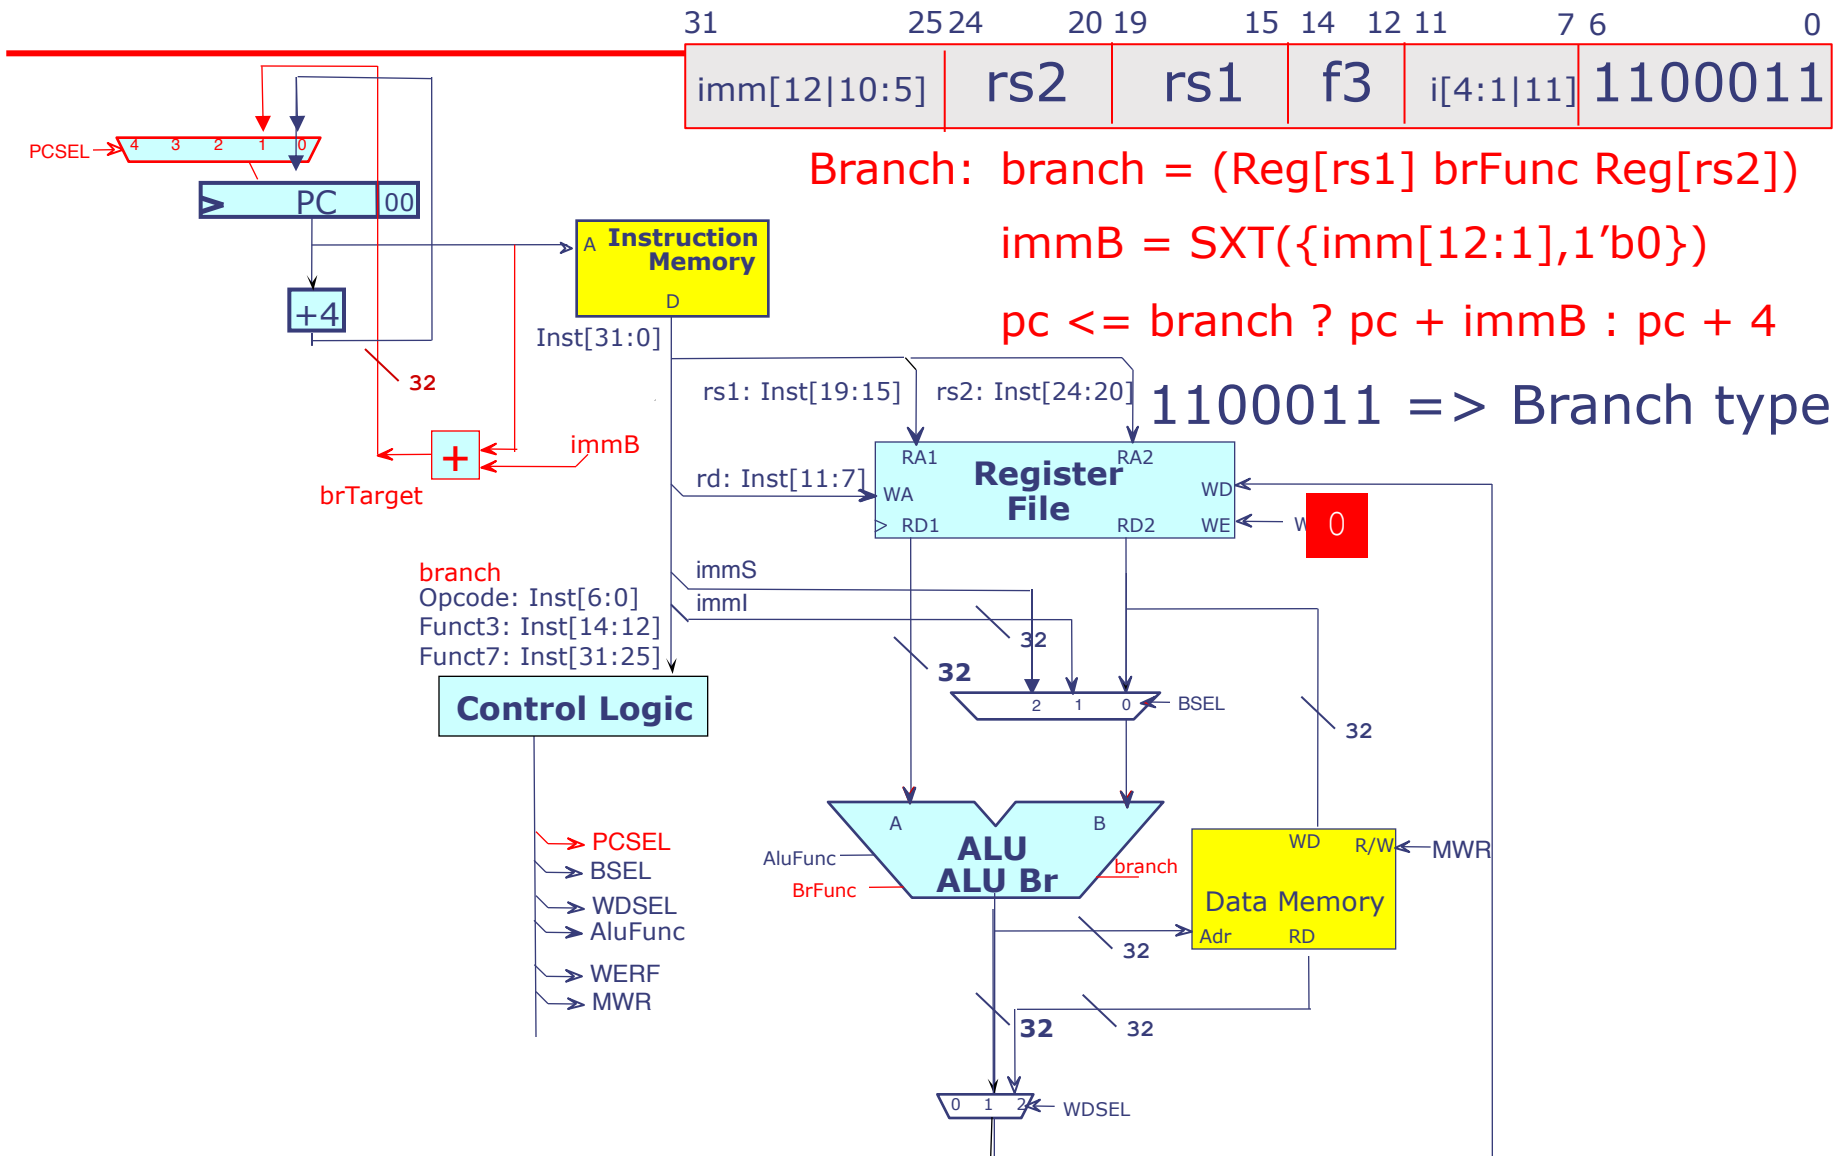 31 25 24 20 19 15 14 12 11 7 6 0
imm[12|10:5] rs2 rs1 f3 i[4:1|11] 1100011
Branch: branch = (Reg[rs1] brFunc Reg[rs2])
immB = SXT({imm[12:1],1’b0})
pc <= branch ? pc + immB : pc + 4
1100011 => Branch type
PCSEL
4 3 2 1 0
PC 00
+4
32
+
immB
brTarget
A Instruction
Memory
D
Inst[31:0]
rs1: Inst[19:15] rs2: Inst[24:20]
rd: Inst[11:7]
RA1 RA2
Register
File
WA WD
RD1 RD2 WE
W 0
immS
immI
32
32
branch
Opcode: Inst[6:0]
Funct3: Inst[14:12]
Funct7: Inst[31:25]
Control Logic
2 1 0
BSEL
32
PCSEL
BSEL
WDSEL
AluFunc
WERF
MWR
A B
ALU
ALU Br
AluFunc
BrFunc
branch
WD R/W
MWR
Data Memory
Adr RD
32
32
32
0 1 2
WDSEL